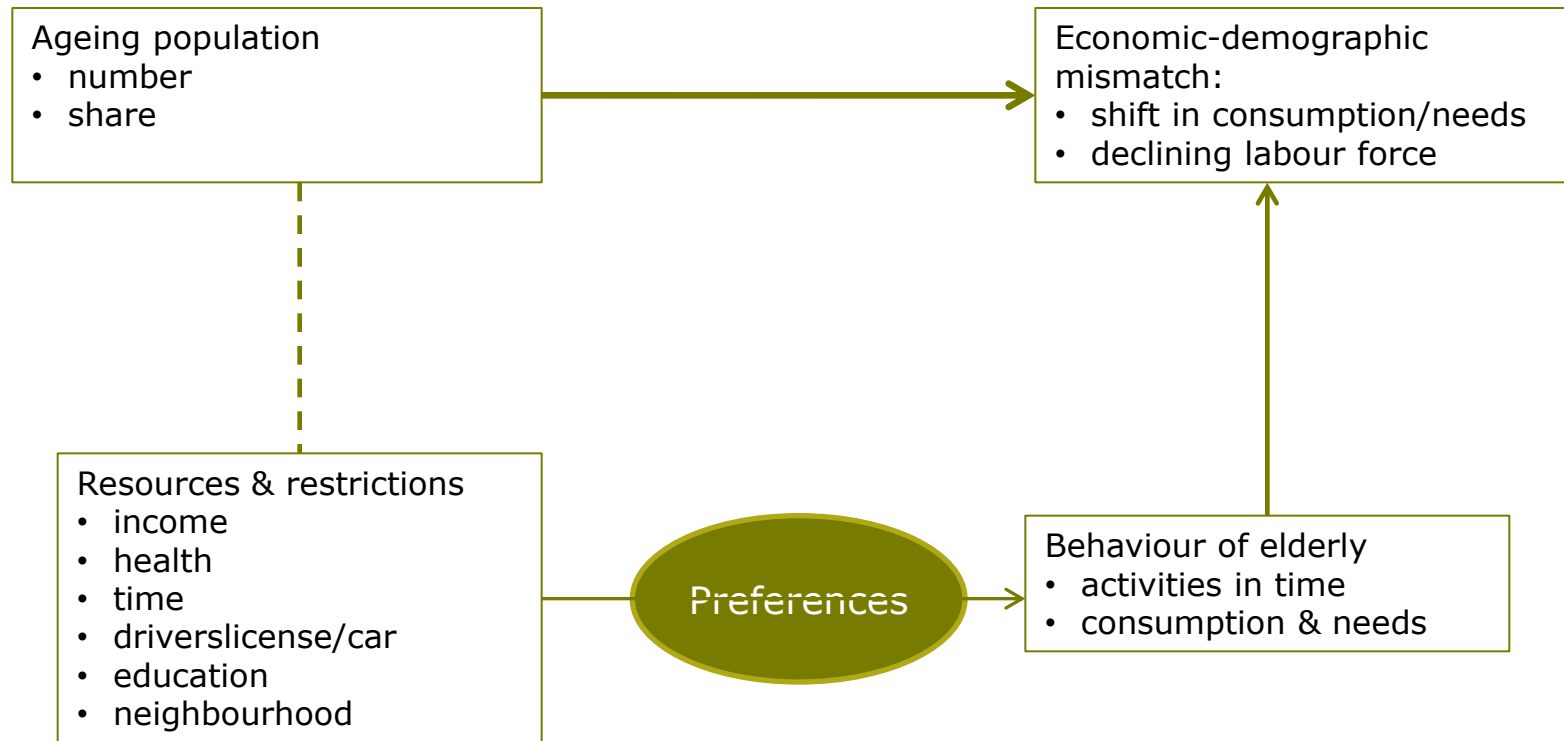 Ageing population
• number
• share
Economic-demographic
mismatch:
• shift in consumption/needs
• declining labour force
Resources & restrictions
• income
• health
• time
• driverslicense/car
• education
• neighbourhood
Preferences
Behaviour of elderly
• activities in time
• consumption & needs